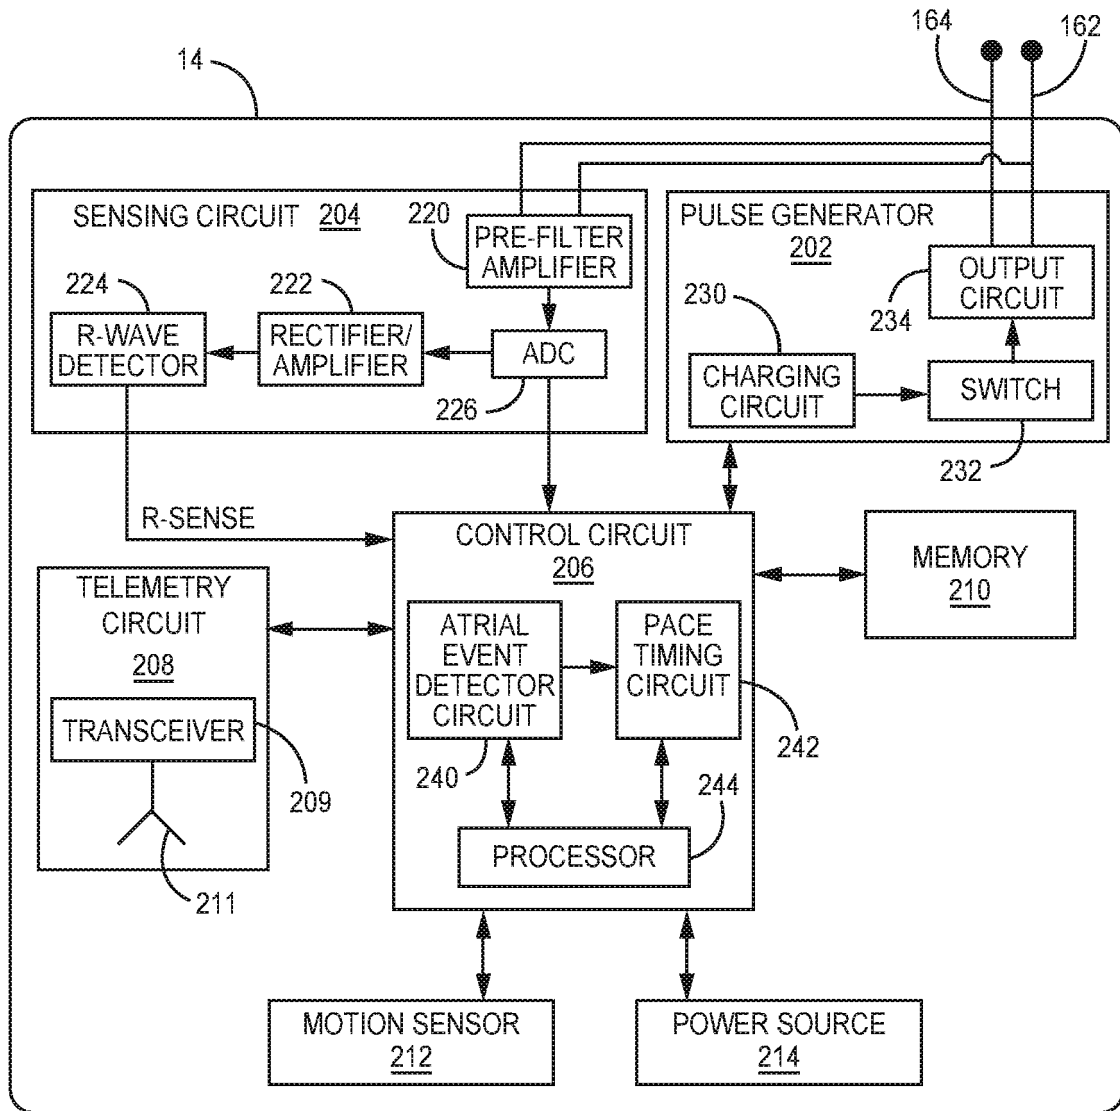 164
162
14
SENSING CIRCUIT 204
220
PRE-FILTER
AMPLIFIER
224
R-WAVE
DETECTOR
222
RECTIFIER/
AMPLIFIER
ADC
226
PULSE GENERATOR
202
230
CHARGING
CIRCUIT
OUTPUT
CIRCUIT
234
SWITCH
232
R-SENSE
CONTROL CIRCUIT
206
MEMORY
210
TELEMETRY
CIRCUIT
208
TRANSCEIVER
209
211
ATRIAL
EVENT
DETECTOR
CIRCUIT
240
PACE
TIMING
CIRCUIT
242
244
PROCESSOR
MOTION SENSOR
212
POWER SOURCE
214